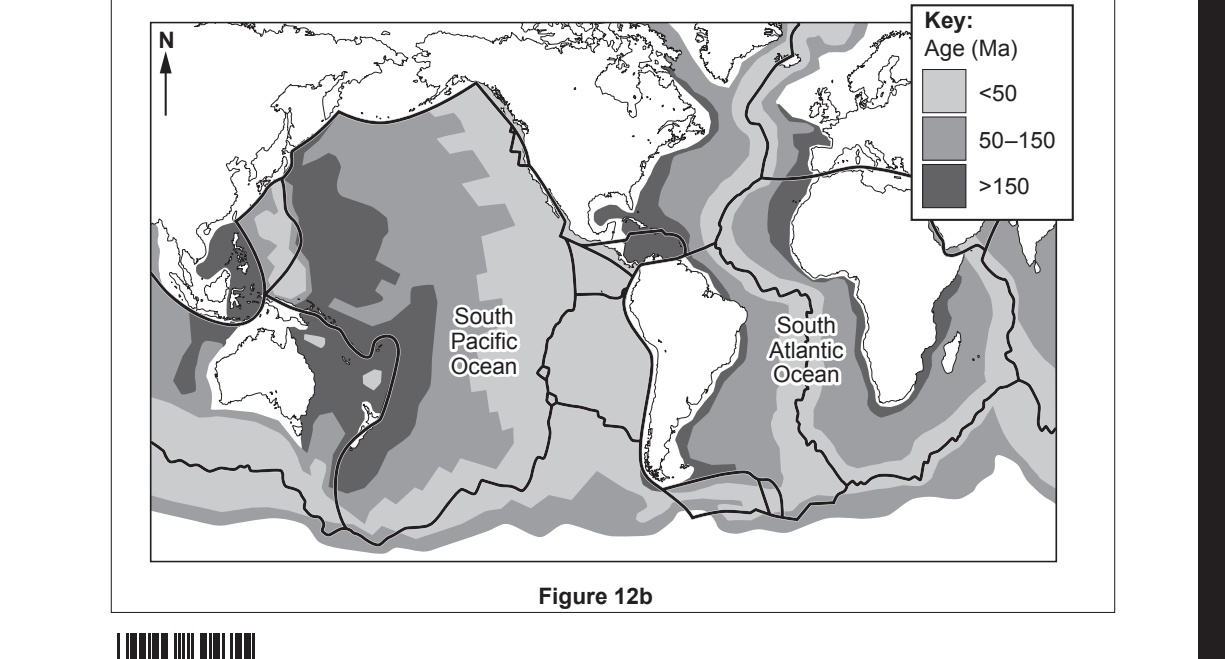 Key:
Age (Ma)
<50
50–150
>150
N
South
Pacific
Ocean
South
Atlantic
Ocean
Figure 12b